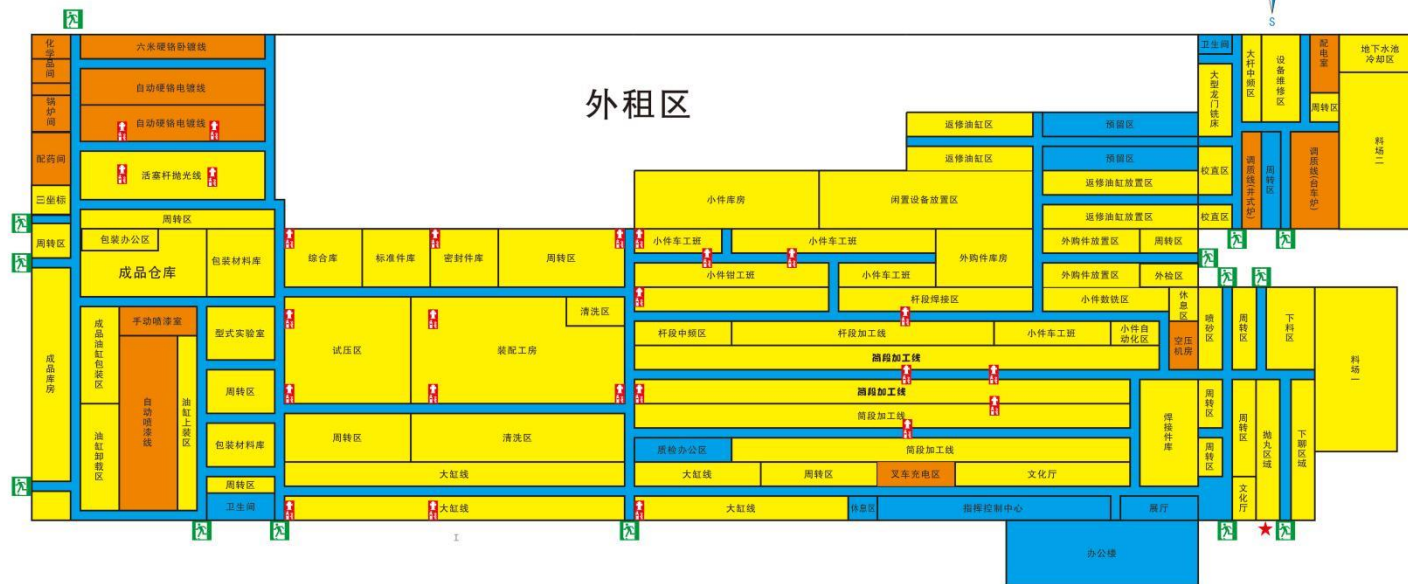 S
化学品间
六米硬铬卧镀线
自动硬铬电镀线
锅炉间
自动硬铬电镀线
配药间
活塞杆抛光线
三坐标
周转区
周转区
包装办公区
成品仓库
包装材料库
外租区
卫生间
大型龙门铣床
大杆中频区
设备维修区
配电室
地下水池
冷却区
周转区
料场二
返修油缸区
预留区
返修油缸区
预留区
校直区
调质线(井式炉)
周转区
调质线(台车炉)
小件库房
闲置设备放置区
返修油缸放置区
返修油缸放置区
校直区
综合库
标准件库
密封件库
周转区
小件车工班
小件车工班
外购件库房
外购件放置区
周转区
小件钳工班
小件车工班
外购件放置区
外检区
杆段焊接区
小件数铣区
休息区
成品库房
成品油缸包装区
手动喷漆室
型式实验室
试压区
装配工房
清洗区
杆段中频区
杆段加工线
小件车工班
小件自动化区
空压机房
喷砂区
周转区
下料区
料场一
筒段加工线
自动喷漆线
油缸上装区
周转区
筒段加工线
筒段加工线
焊接件库
周转区
周转区
抛丸区域
油缸卸载区
包装材料库
周转区
清洗区
质检办公区
筒段加工线
周转区
大缸线
大缸线
周转区
叉车充电区
文化厅
周转区
卫生间
大缸线
大缸线
休息区
指挥控制中心
展厅
文化厅
办公楼
I